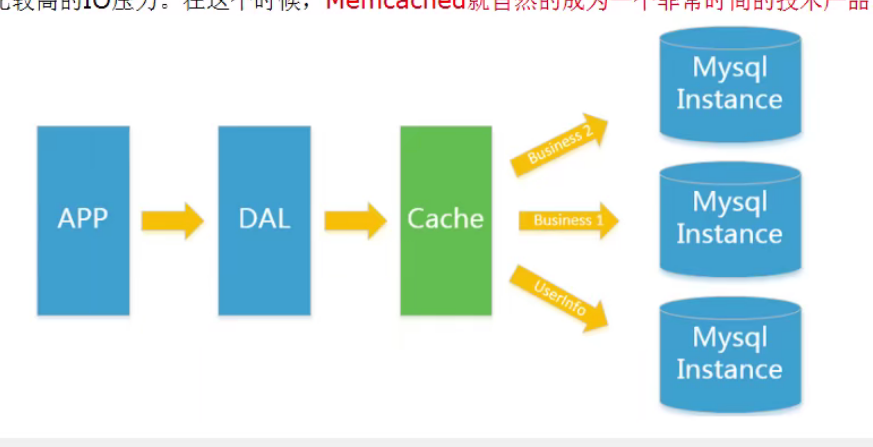 比较高的IO压力。在这个时候，Memcached就自然的成为一个非常时间的技术产品
APP
DAL
Cache
Business 2
Business 1
UserInfo
Mysql
Instance
Mysql
Instance
Mysql
Instance